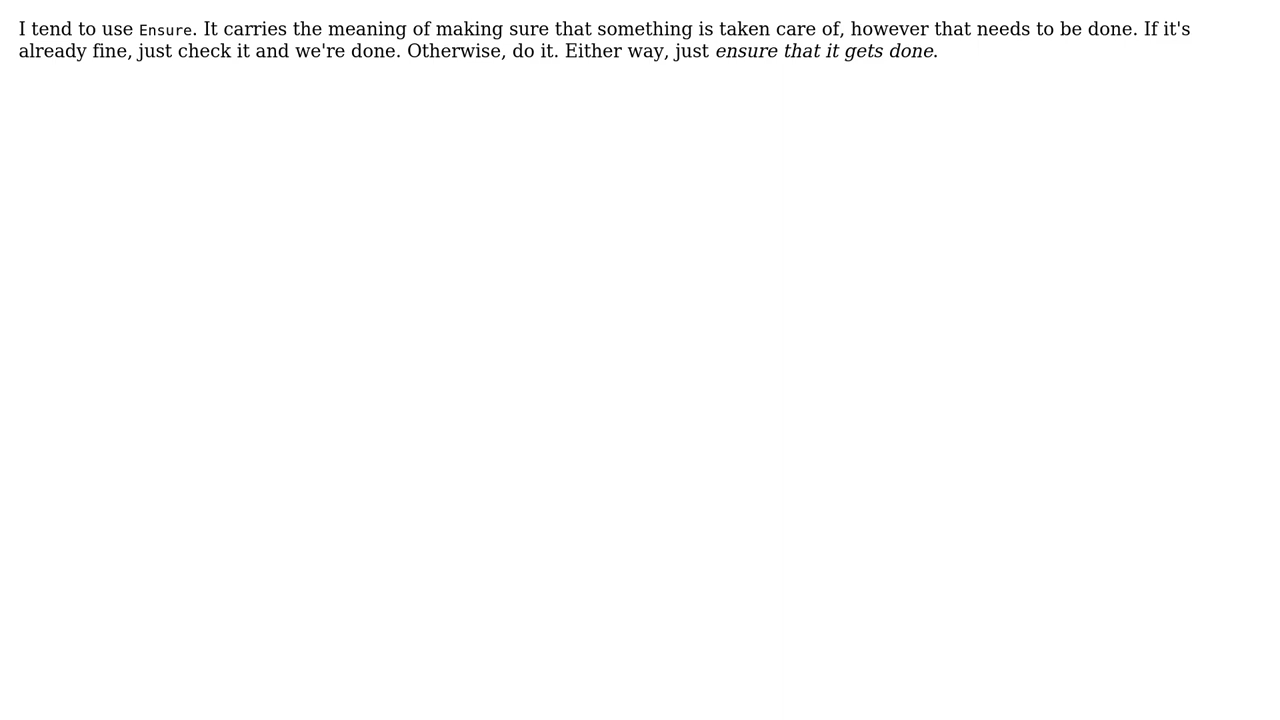 I tend to use Ensure. It carries the meaning of making sure that something is taken care of, however that needs to be done. If it's
already fine, just check it and we're done. Otherwise, do it. Either way, just ensure that it gets done.